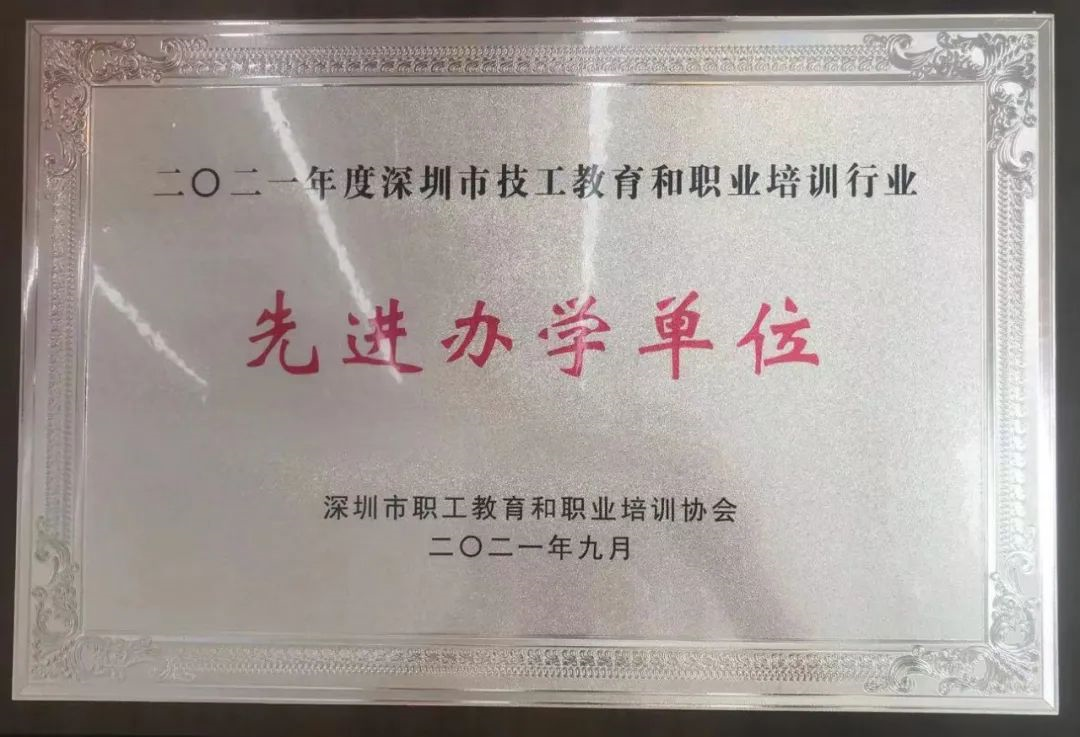 二〇二一年度深圳市技工教育和职业培训行业
先进办学单位
深圳市职工教育和职业培训协会
二〇二一年九月